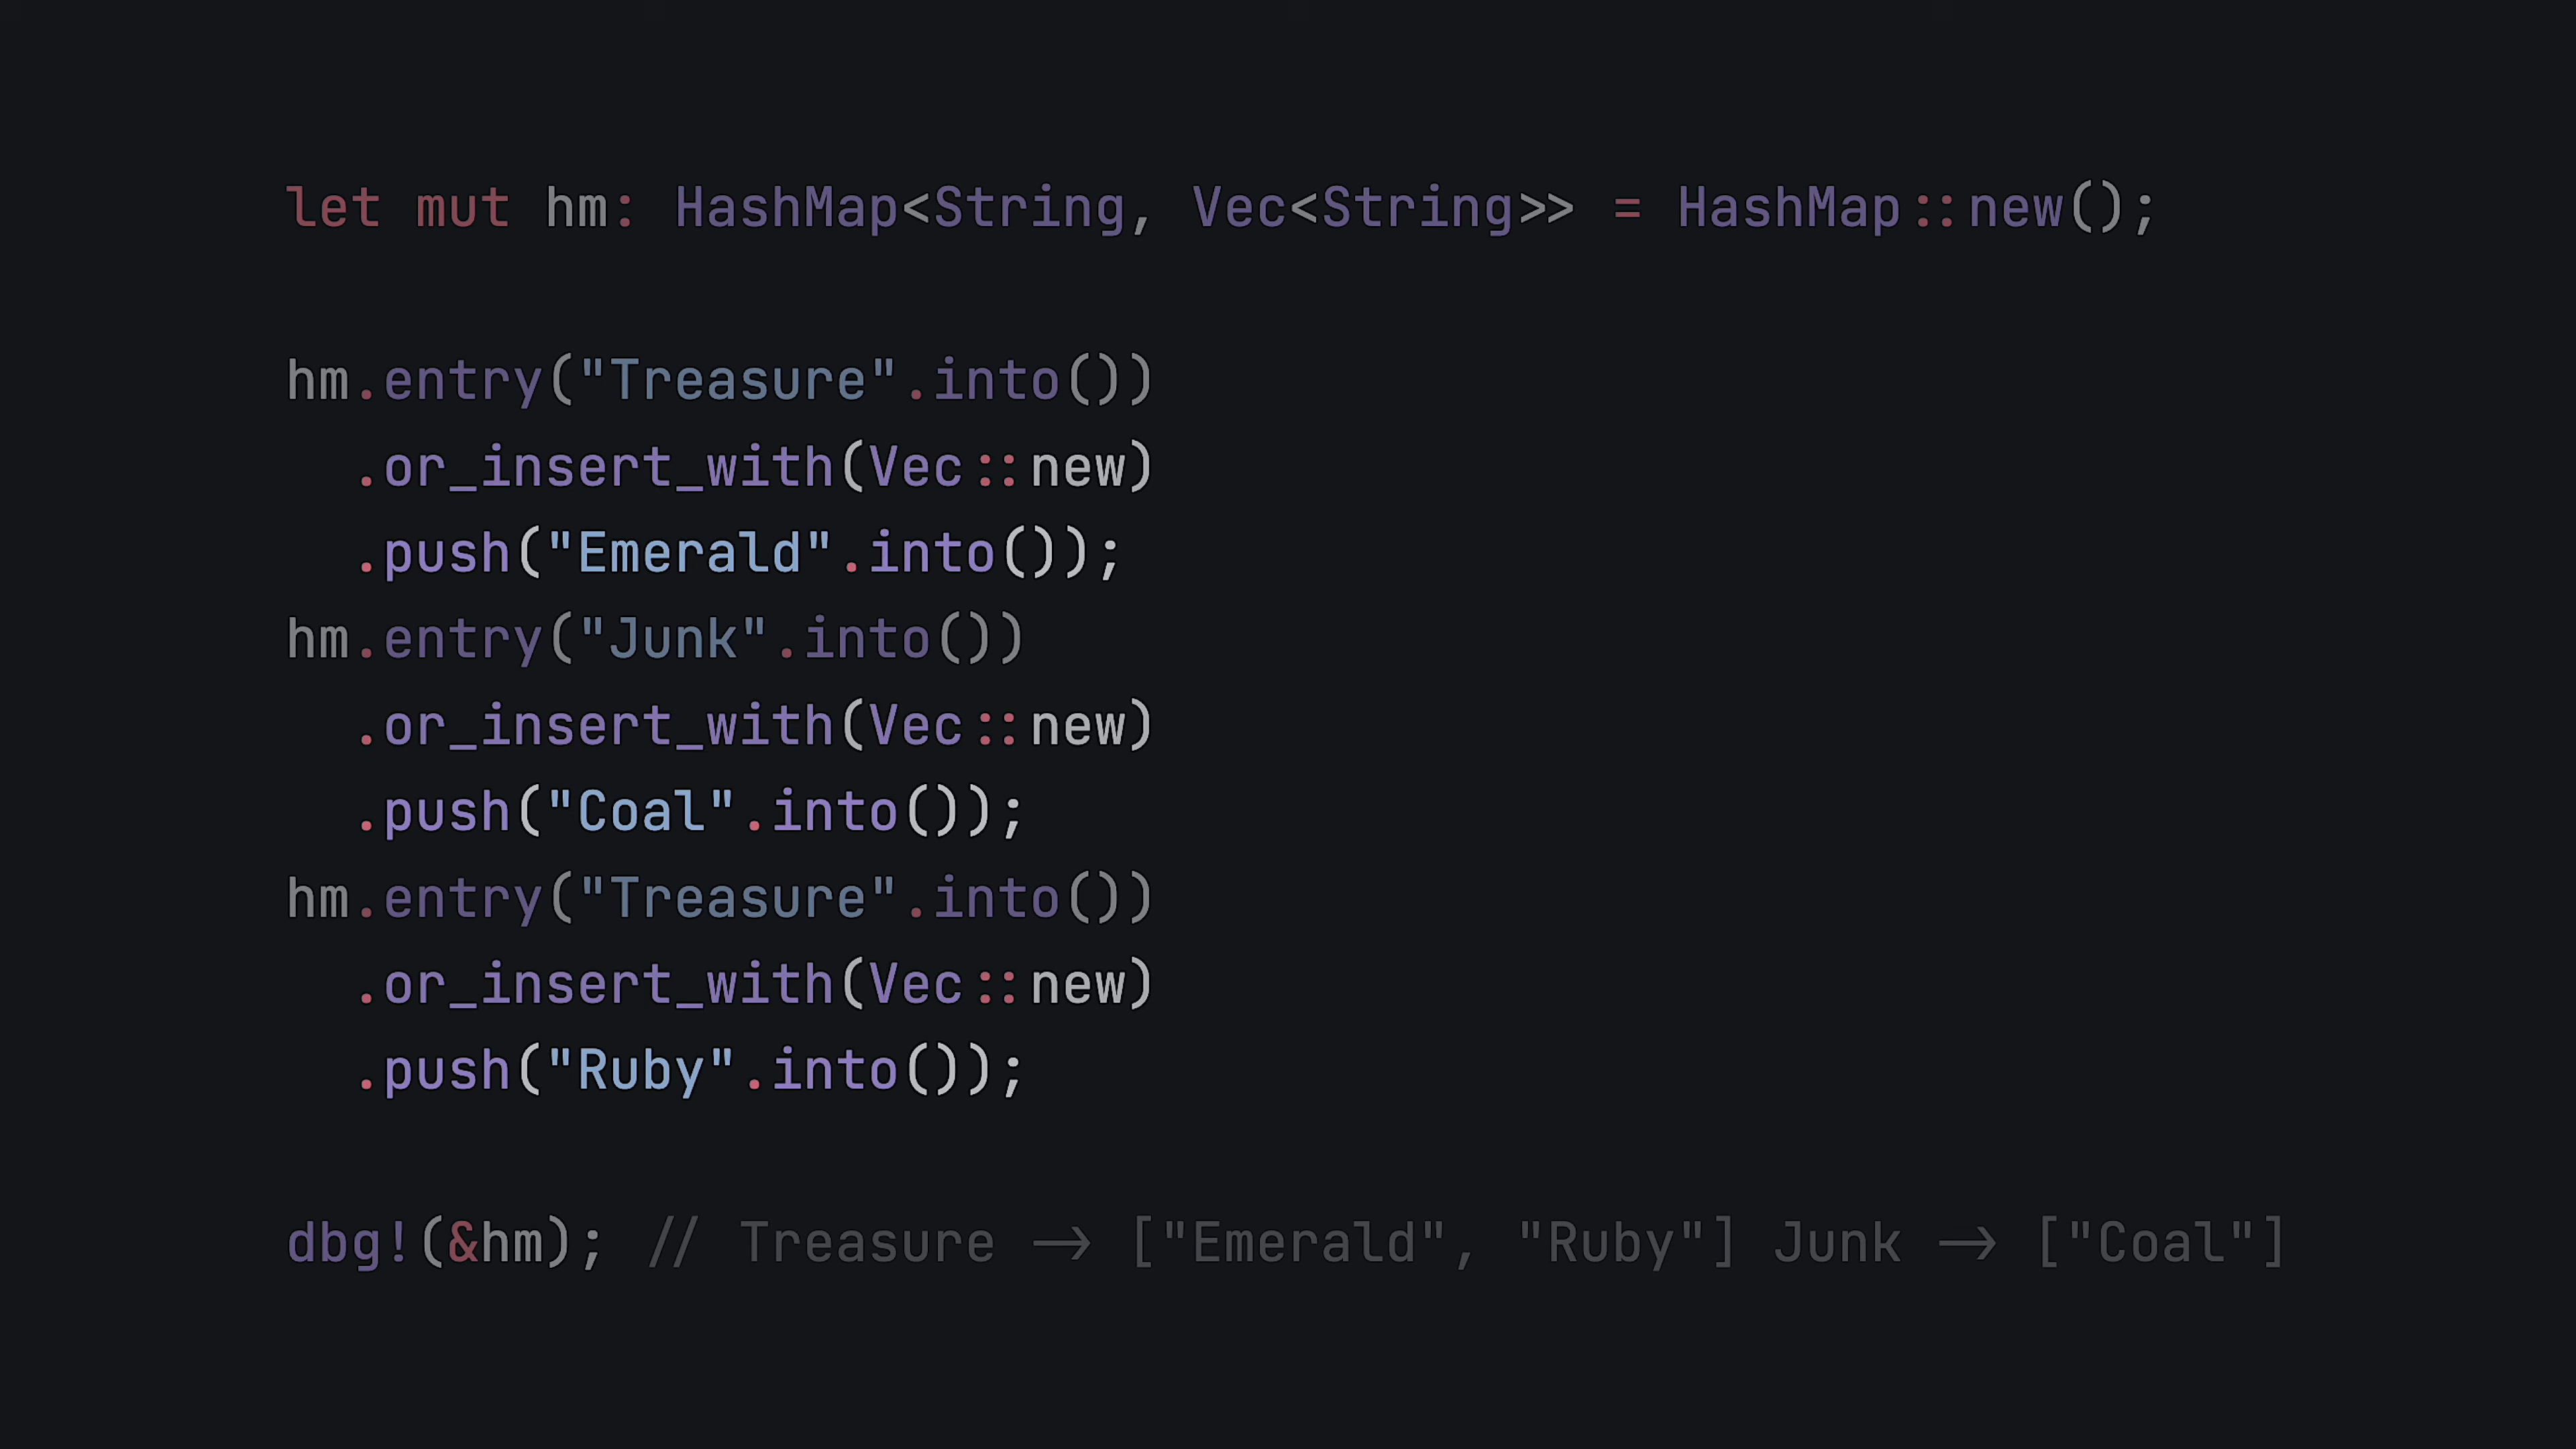 let mut hm: HashMap<String, Vec<String>> = HashMap::new();
hm.entry("Treasure".into())
.or_insert_with(Vec::new)
.push("Emerald".into());
hm.entry("Junk".into())
.or_insert_with(Vec::new)
.push("Coal".into());
hm.entry("Treasure".into())
.or_insert_with(Vec::new)
.push("Ruby".into());
dbg!(&hm); // Treasure -> ["Emerald", "Ruby"] Junk -> ["Coal"]